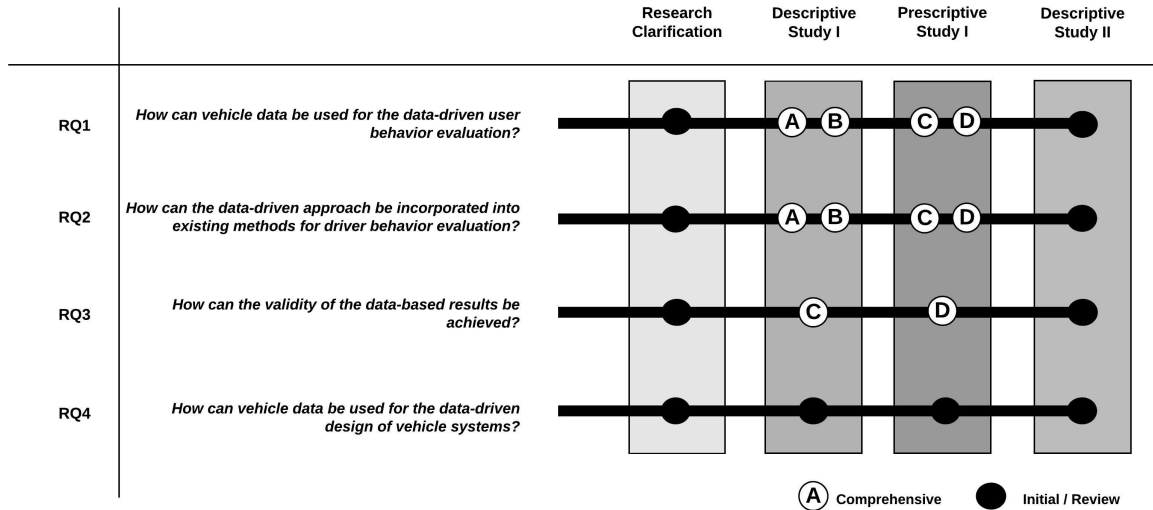 Research
Clarification
Descriptive
Study I
Prescriptive
Study I
Descriptive
Study II
RQ1
How can vehicle data be used for the data-driven user
behavior evaluation?
A B C D
RQ2
How can the data-driven approach be incorporated into
existing methods for driver behavior evaluation?
A B C D
RQ3
How can the validity of the data-based results be
achieved?
C D
RQ4
How can vehicle data be used for the data-driven
design of vehicle systems?
A Comprehensive
Initial / Review